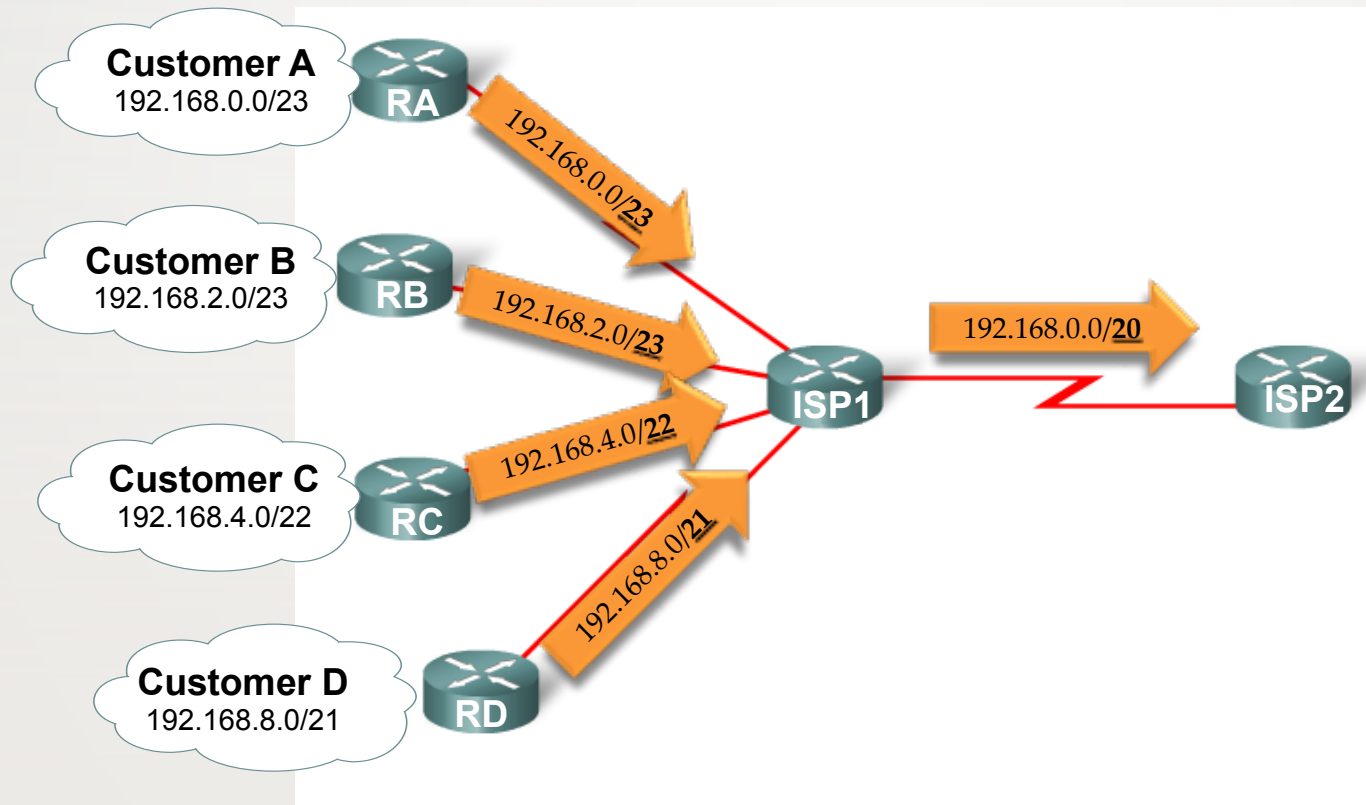 Customer A
192.168.0.0/23
RA
192.168.0.0/23
Customer B
192.168.2.0/23
RB
192.168.2.0/23
192.168.0.0/20
ISP1
ISP2
Customer C
192.168.4.0/22
RC
192.168.4.0/22
Customer D
192.168.8.0/21
RD
192.168.8.0/21